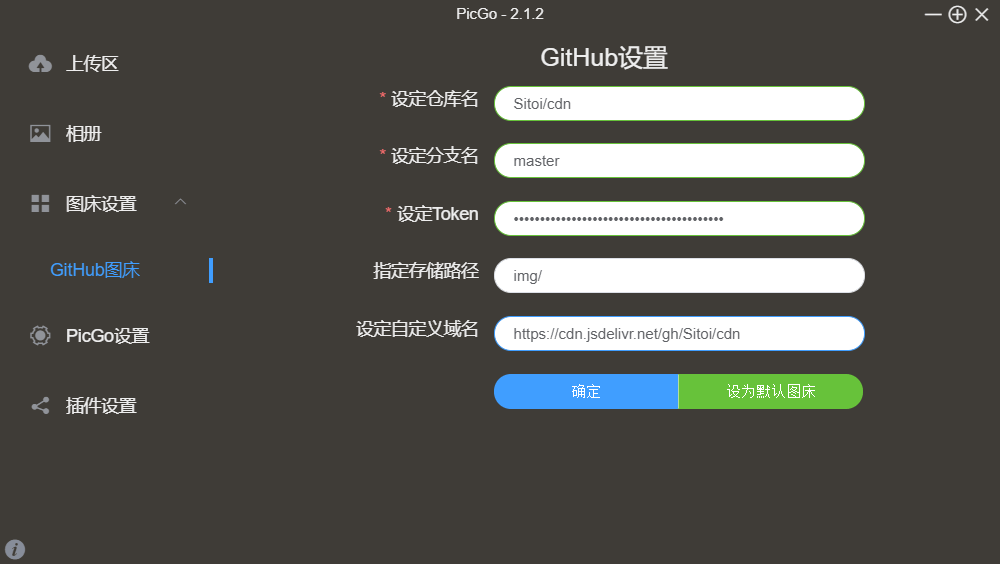 PicGo - 2.1.2
上传区
相册
图床设置
GitHub图床
PicGo设置
插件设置
GitHub设置
* 设定仓库名 Sitoi/cdn
* 设定分支名 master
* 设定Token ••••••••••••••••••••••••••••••••••••••••
指定存储路径 img/
设定自定义域名 https://cdn.jsdelivr.net/gh/Sitoi/cdn
确定 设为默认图床